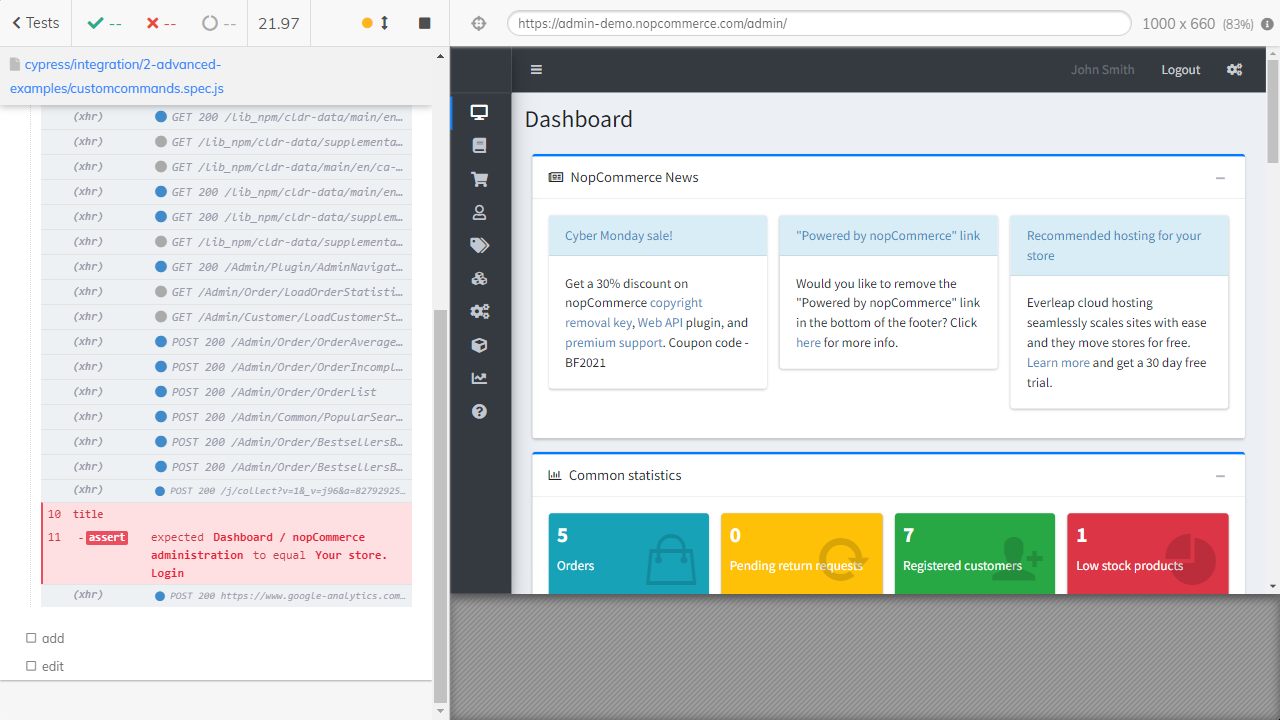 Tests
--
--
--
21.97
https://admin-demo.nopcommerce.com/admin/
1000 x 660 (83%)
cypress/integration/2-advanced-
examples/customcommands.spec.js
(xhr) GET 200 /lib_npm/cldr-data/main/en…
(xhr) GET /lib_npm/cldr-data/supplementa…
(xhr) GET /lib_npm/cldr-data/main/en/ca-…
(xhr) GET 200 /lib_npm/cldr-data/main/en…
(xhr) GET 200 /lib_npm/cldr-data/supplem…
(xhr) GET /lib_npm/cldr-data/supplementa…
(xhr) GET 200 /Admin/Plugin/AdminNavigat…
(xhr) GET /Admin/Order/LoadOrderStatisti…
(xhr) GET /Admin/Customer/LoadCustomerSt…
(xhr) POST 200 /Admin/Order/OrderAverage…
(xhr) POST 200 /Admin/Order/OrderIncompl…
(xhr) POST 200 /Admin/Order/OrderList
(xhr) POST 200 /Admin/Common/PopularSear…
(xhr) POST 200 /Admin/Order/BestsellersB…
(xhr) POST 200 /Admin/Order/BestsellersB…
(xhr) POST 200 /j/collect?v=1&_v=j96&a=82792925…
10 title
11 -assert expected Dashboard / nopCommerce
administration to equal Your store.
Login
(xhr) POST 200 https://www.google-analytics.com…
add
edit
John Smith
Logout
Dashboard
NopCommerce News
Cyber Monday sale!
Get a 30% discount on
nopCommerce copyright
removal key, Web API plugin, and
premium support. Coupon code -
BF2021
"Powered by nopCommerce" link
Would you like to remove the
"Powered by nopCommerce" link
in the bottom of the footer? Click
here for more info.
Recommended hosting for your
store
Everleap cloud hosting
seamlessly scales sites with ease
and they move stores for free.
Learn more and get a 30 day free
trial.
Common statistics
5
Orders
0
Pending return requests
7
Registered customers
1
Low stock products